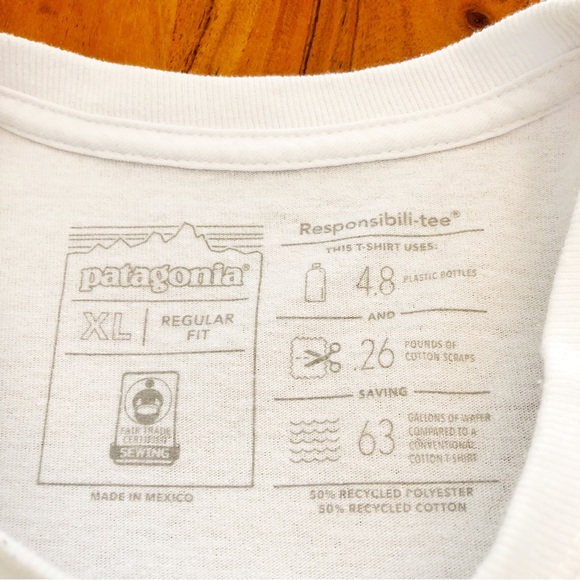 patagonia®
XL
REGULAR
FIT
FAIR TRADE
CERTIFIED
SEWING
MADE IN MEXICO
Responsibili-tee®
THIS T-SHIRT USES:
4.8 PLASTIC BOTTLES
AND
.26 POUNDS OF
COTTON SCRAPS
SAVING
63 GALLONS OF WATER
COMPARED TO A
CONVENTIONAL
COTTON T-SHIRT
50% RECYCLED POLYESTER
50% RECYCLED COTTON